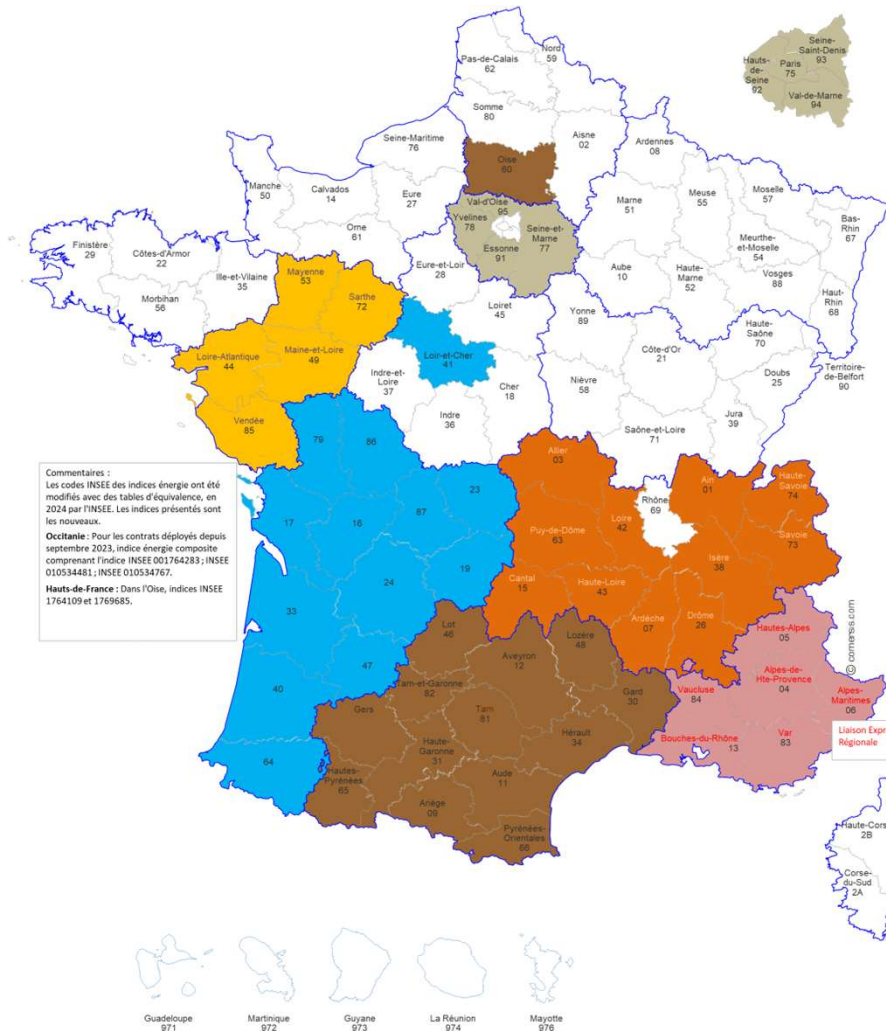 Nord
59
Pas-de-Calais
62
Somme
80
Seine-Maritime
76
Oise
60
Aisne
02
Ardennes
08
Seine-
Saint-Denis
93
Hauts-
de-
Seine
92
Paris
75
Val-de-Marne
94
Manche
50
Calvados
14
Eure
27
Orne
61
Val-d'Oise
95
Yvelines
78
Essonne
91
Seine-et-
Marne
77
Marne
51
Meuse
55
Moselle
57
Meurthe-
et-Moselle
54
Bas-
Rhin
67
Finistère
29
Côtes-d'Armor
22
Morbihan
56
Ille-et-Vilaine
35
Mayenne
53
Sarthe
72
Eure-et-Loir
28
Loiret
45
Aube
10
Haute-
Marne
52
Vosges
88
Haut-
Rhin
68
Yonne
89
Loire-Atlantique
44
Maine-et-Loire
49
Indre-et-
Loire
37
Loir-et-Cher
41
Cher
18
Nièvre
58
Côte-d'Or
21
Haute-
Saône
70
Doubs
25
Territoire-
de-Belfort
90
Vendée
85
Indre
36
Saône-et-Loire
71
Jura
39
Commentaires :
Les codes INSEE des indices énergie ont été
modifiés avec des tables d'équivalence, en
2024 par l'INSEE. Les indices présentés sont
les nouveaux.
Occitanie : Pour les contrats déployés depuis
septembre 2023, indice énergie composite
comprenant l'indice INSEE 001764283 ; INSEE
010534481 ; INSEE 010534767.
Hauts-de-France : Dans l'Oise, indices INSEE
1764109 et 1769685.
79
86
23
87
17
16
19
24
33
47
40
64
Allier
03
Puy-de-Dôme
63
Loire
42
Rhône
69
Ain
01
Haute-
Savoie
74
Savoie
73
Isère
38
Cantal
15
Haute-Loire
43
Ardèche
07
Drôme
26
Lot
46
Aveyron
12
Lozère
48
Tarn-et-Garonne
82
Tarn
81
Gard
30
Gers
Haute-
Garonne
31
Hérault
34
Hautes-
Pyrénées
65
Ariège
09
Aude
11
Pyrénées-
Orientales
66
Hautes-Alpes
05
Alpes-de-
Hte-Provence
04
Alpes-
Maritimes
06
Vaucluse
84
Bouches-du-Rhône
13
Var
83
© comersis.com
Liaison Expr
Régionale
Haute-Cors
2B
Corse-
du-Sud
2A
Guadeloupe
971
Martinique
972
Guyane
973
La Réunion
974
Mayotte
976